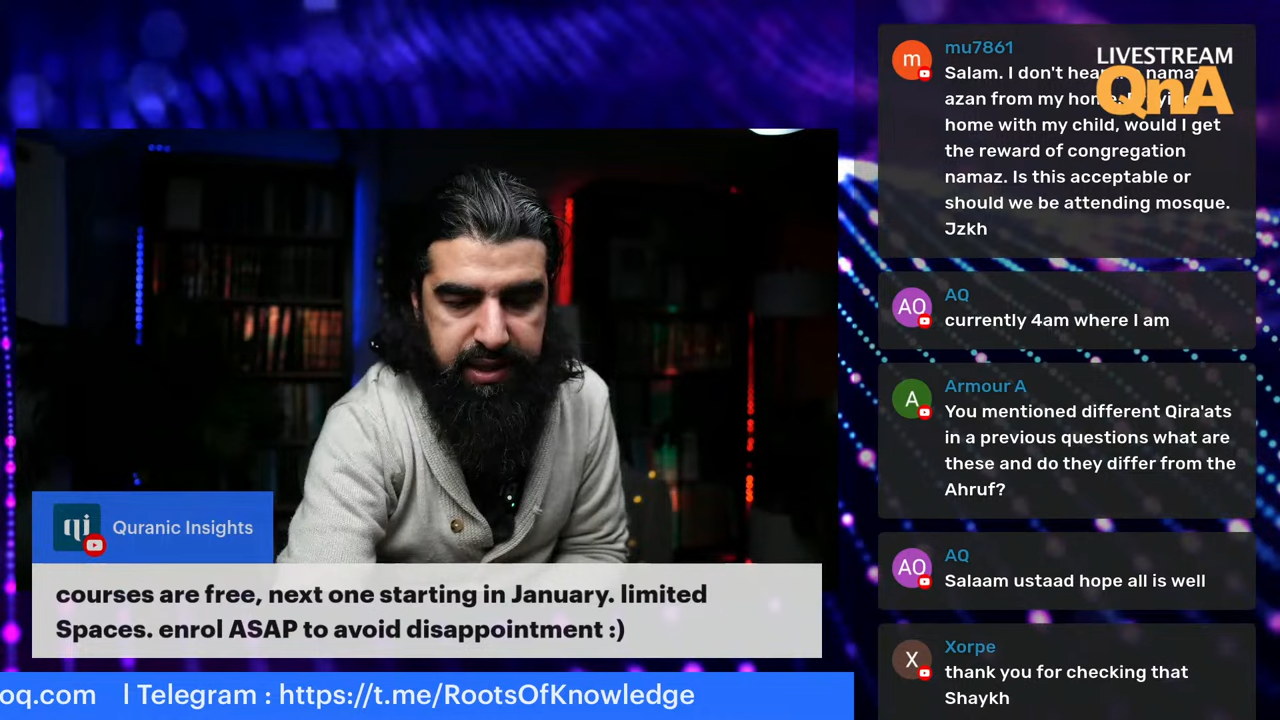 mu7861
LIVESTREAM
QnA
Salam. I don't namaz
azan from my
home with my child, would I get
the reward of congregation
namaz. Is this acceptable or
should we be attending mosque.
Jzkh
AQ
currently 4am where I am
Armour A
You mentioned different Qira'ats
in a previous questions what are
these and do they differ from the
Ahruf?
AQ
Salaam ustaad hope all is well
Xorpe
thank you for checking that
Shaykh
m
AQ
A
AQ
X
qi
Quranic Insights
courses are free, next one starting in January. limited
Spaces. enrol ASAP to avoid disappointment :)
oq.com l Telegram : https://t.me/RootsOfKnowledge